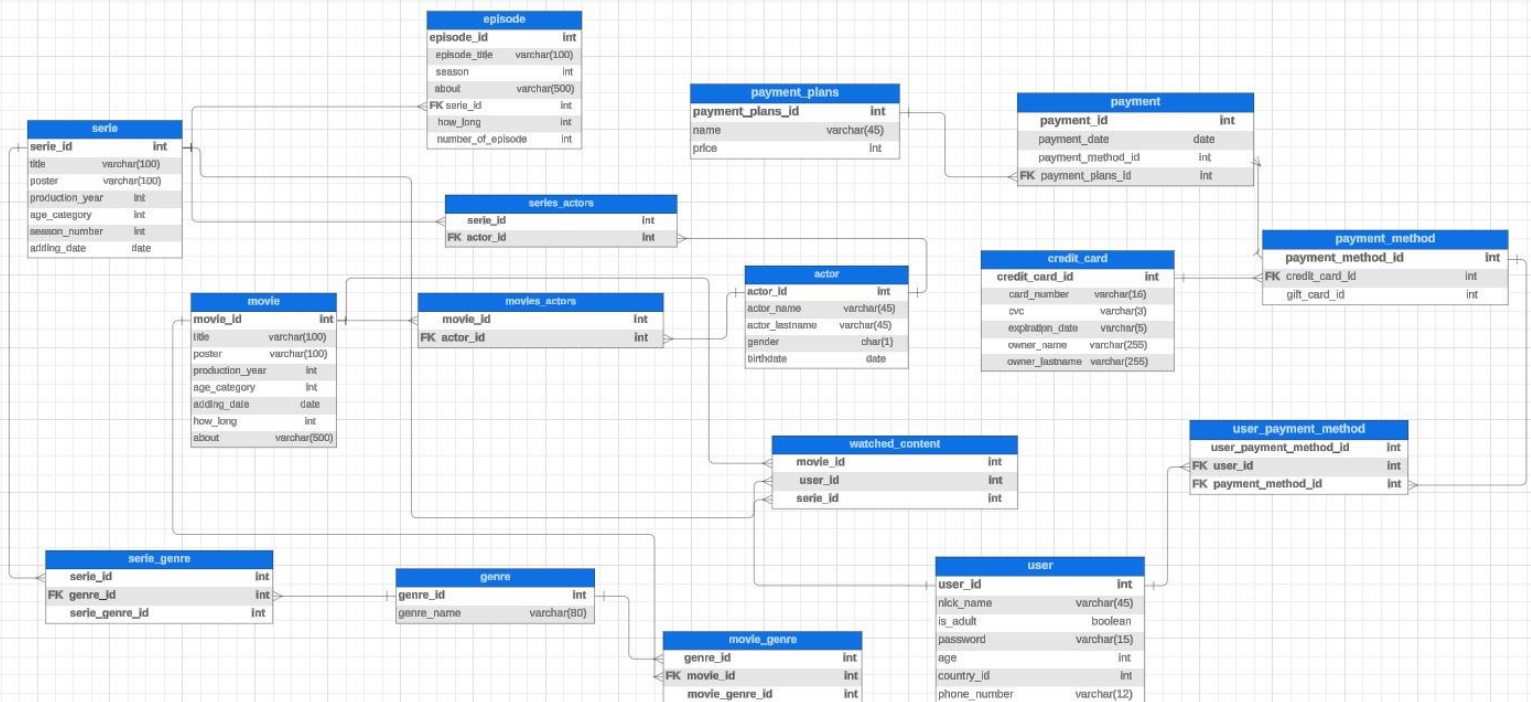 episode
episode_id int
episode_title varchar(100)
season int
about varchar(500)
FK serie_id int
how_long int
number_of_episode int
payment_plans
payment_plans_id int
name varchar(45)
price int
payment
payment_id int
payment_date date
payment_method_id int
FK payment_plans_id int
serie
serie_id int
title varchar(100)
poster varchar(100)
production_year int
age_category int
season_number int
adding_date date
series_actors
serie_id int
FK actor_id int
payment_method
payment_method_id int
FK credit_card_id int
gift_card_id int
credit_card
credit_card_id int
card_number varchar(16)
cvc varchar(3)
expiration_date varchar(5)
owner_name varchar(255)
owner_lastname varchar(255)
actor
actor_id int
actor_name varchar(45)
actor_lastname varchar(45)
gender char(1)
birthdate date
movie
movie_id int
title varchar(100)
poster varchar(100)
production_year int
age_category int
adding_date date
how_long int
about varchar(500)
movies_actors
movie_id int
FK actor_id int
user_payment_method
user_payment_method_id int
FK user_id int
FK payment_method_id int
watched_content
movie_id int
user_id int
serie_id int
serie_genre
serie_id int
FK genre_id int
serie_genre_id int
genre
genre_id int
genre_name varchar(80)
user
user_id int
nick_name varchar(45)
is_adult boolean
password varchar(15)
age int
country_id int
phone_number varchar(12)
movie_genre
genre_id int
FK movie_id int
movie_genre_id int